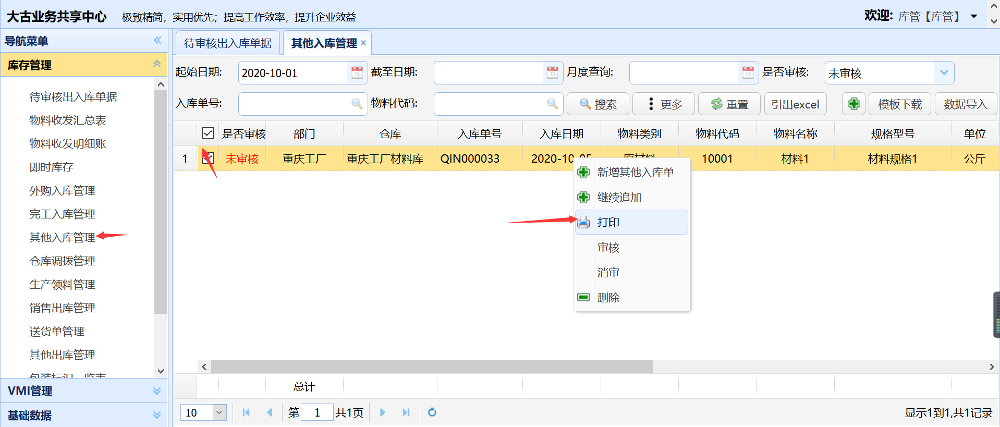 大古业务共享中心 极致精简，实用优先；提高工作效率，提升企业效益
欢迎: 库管【库管】
导航菜单
库存管理
待审核出入库单据
物料收发汇总表
物料收发明细账
即时库存
外购入库管理
完工入库管理
其他入库管理
仓库调拨管理
生产领料管理
销售出库管理
送货单管理
其他出库管理
VMI管理
基础数据
待审核出入库单据 其他入库管理
起始日期: 2020-10-01 截至日期: 月度查询: 是否审核: 未审核
入库单号: 物料代码: 搜索 更多 重置 引出excel 模板下载 数据导入
是否审核 部门 仓库 入库单号 入库日期 物料类别 物料代码 物料名称 规格型号 单位
1 未审核 重庆工厂 重庆工厂材料库 QIN000033 2020-10-05 原材料 10001 材料1 材料规格1 公斤
新增其他入库单
继续追加
打印
审核
消审
删除
总计
10 第 1 共1页 显示1到1,共1记录